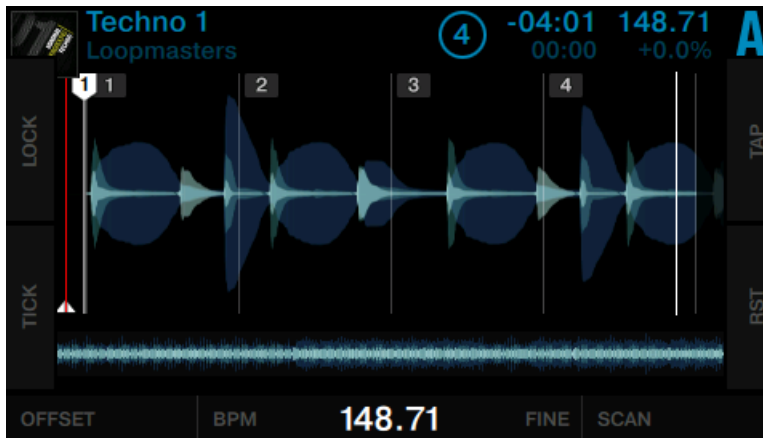 Techno 1
Loopmasters
4
-04:01 148.71
00:00 +0.0%
A
1 1 2 3 4
LOCK
TAP
TICK
RST
OFFSET BPM 148.71 FINE SCAN